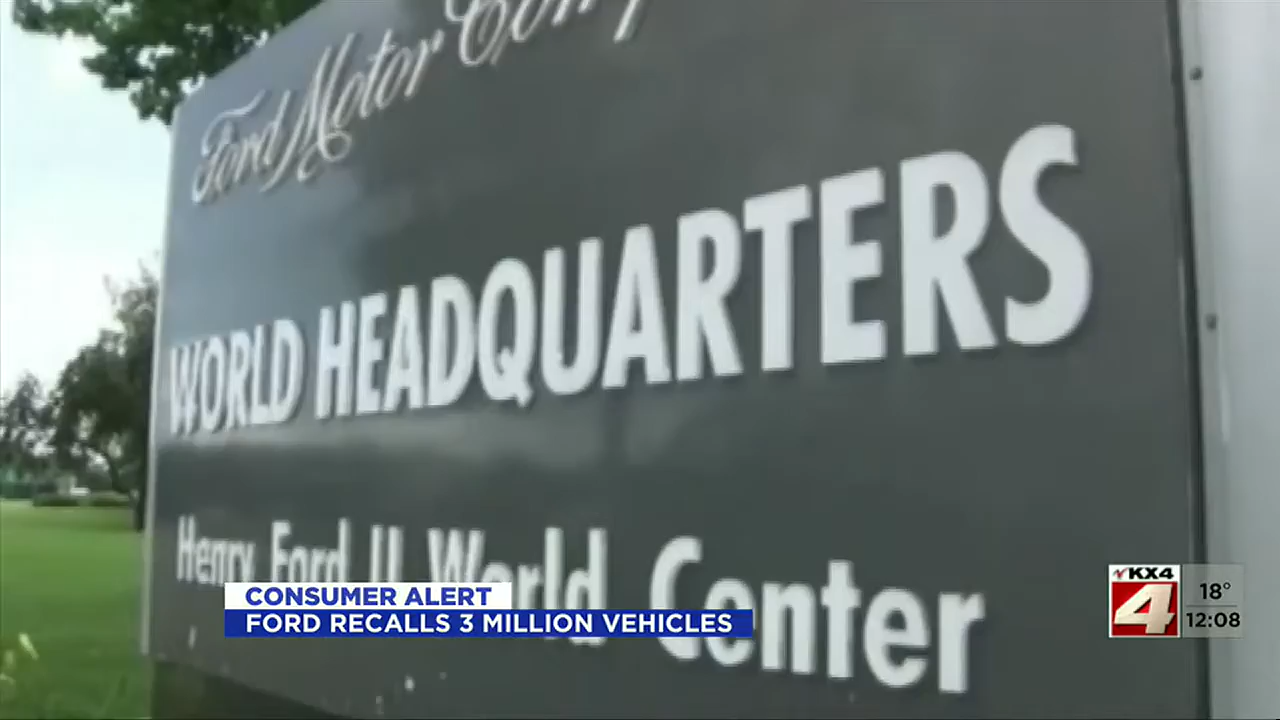 Ford Motor
WORLD HEADQUARTERS
Henry Ford II World Center
CONSUMER ALERT
FORD RECALLS 3 MILLION VEHICLES
KX4
4
18°
12:08